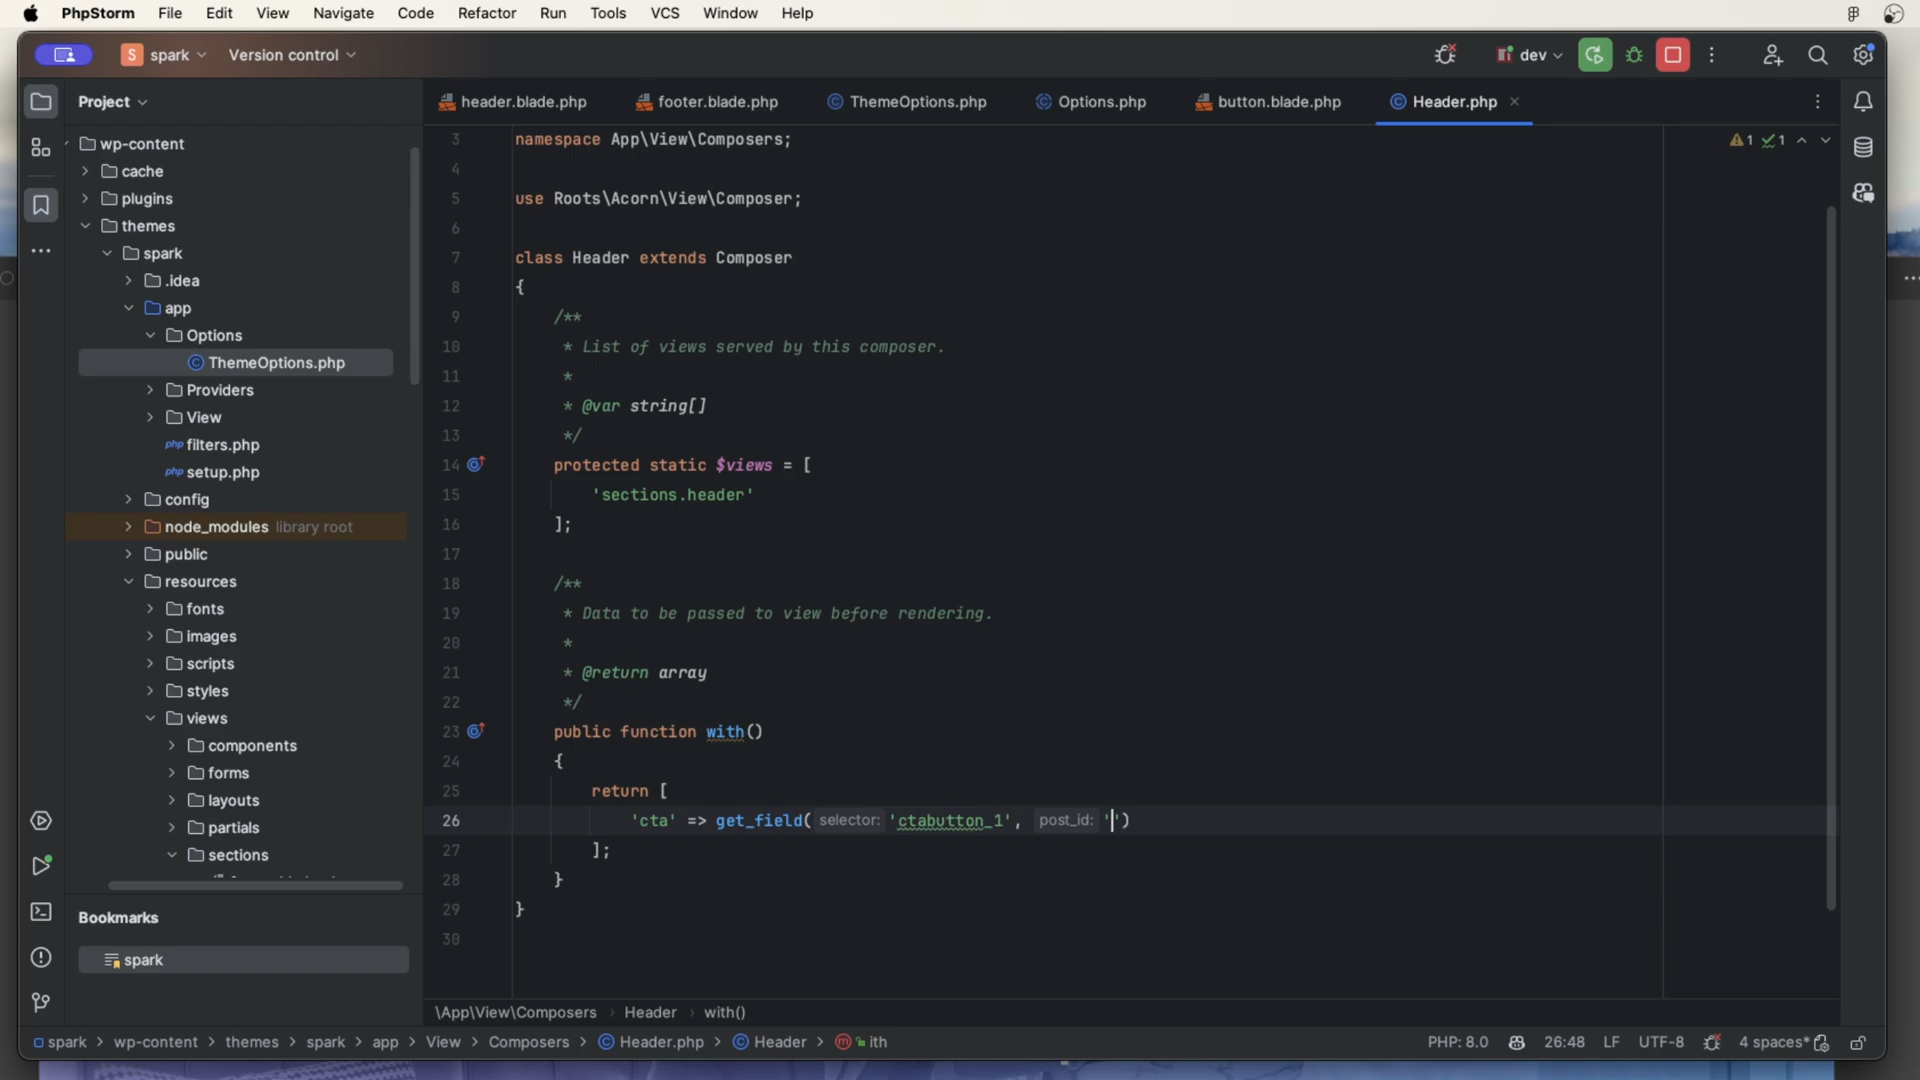 PhpStorm File Edit View Navigate Code Refactor Run Tools VCS Window Help
S spark Version control dev
Project
header.blade.php footer.blade.php ThemeOptions.php Options.php button.blade.php Header.php
wp-content
cache
plugins
themes
spark
.idea
app
Options
ThemeOptions.php
Providers
View
php filters.php
php setup.php
config
node_modules library root
public
resources
fonts
images
scripts
styles
views
components
forms
layouts
partials
sections
Bookmarks
spark
1 1
3 namespace App\View\Composers;
4
5 use Roots\Acorn\View\Composer;
6
7 class Header extends Composer
8 {
9 /**
10 * List of views served by this composer.
11 *
12 * @var string[]
13 */
14 protected static $views = [
15 'sections.header'
16 ];
17
18 /**
19 * Data to be passed to view before rendering.
20 *
21 * @return array
22 */
23 public function with()
24 {
25 return [
26 'cta' => get_field( selector: 'ctabutton_1', post_id: '')
27 ];
28 }
29 }
30
\App\View\Composers > Header > with()
spark > wp-content > themes > spark > app > View > Composers > Header.php > Header > m ith PHP: 8.0 26:48 LF UTF-8 4 spaces*